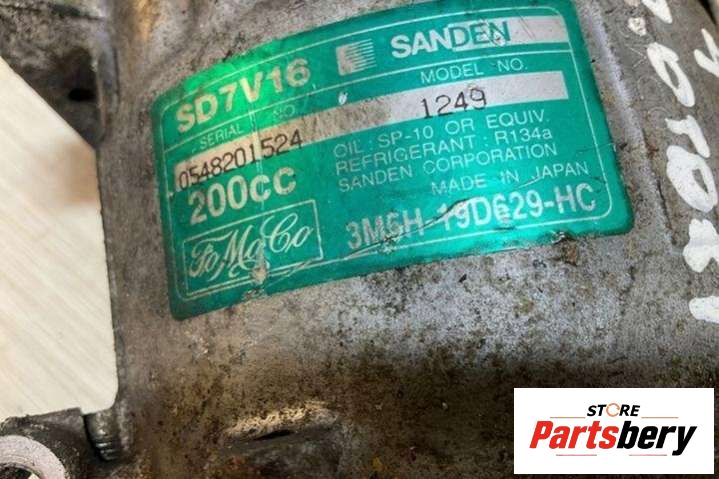 SD7V16 SANDEN
SERIAL NO. MODEL NO.
0548201524 1249
200CC
OIL : SP-10 OR EQUIV.
REFRIGERANT : R134a
SANDEN CORPORATION
MADE IN JAPAN
FoMoCo
3M5H-19D629-HC
STORE
Partsbery